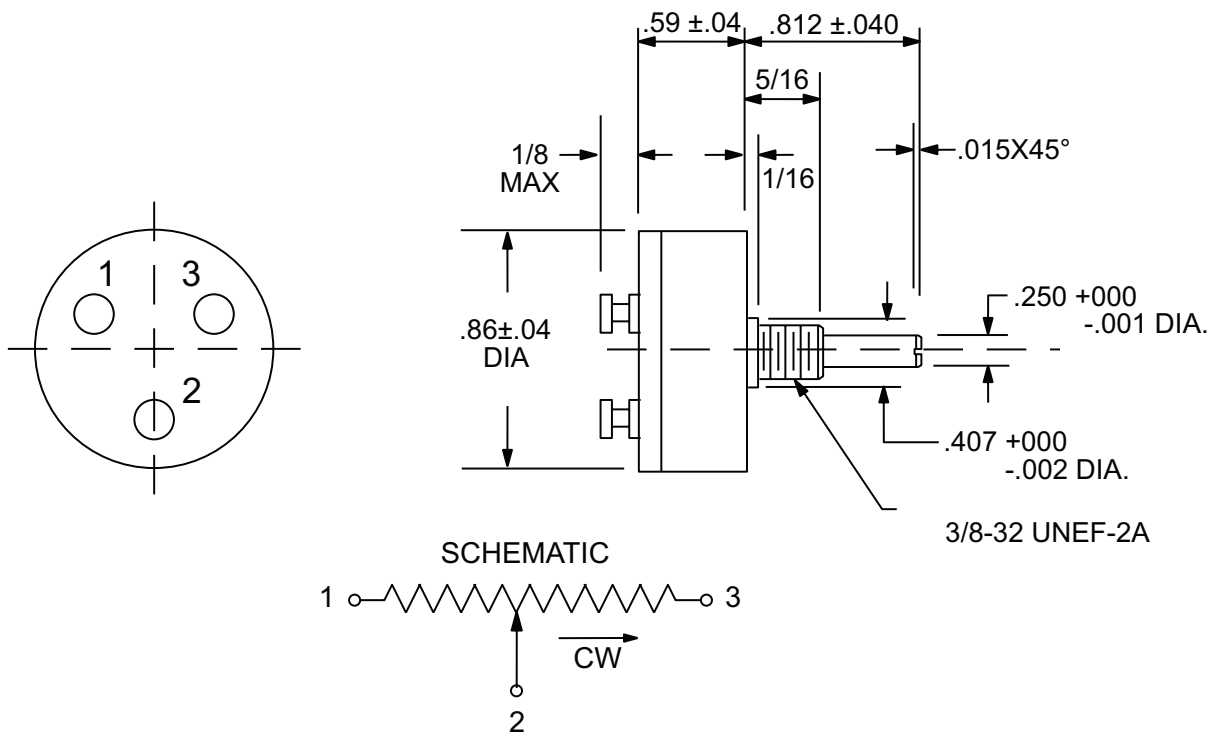 .59 ±.04
.812 ±.040
5/16
1/8
MAX
1/16
.015X45°
1
3
2
.86±.04
DIA
.250 +000
-.001 DIA.
.407 +000
-.002 DIA.
3/8-32 UNEF-2A
SCHEMATIC
1
3
CW
2